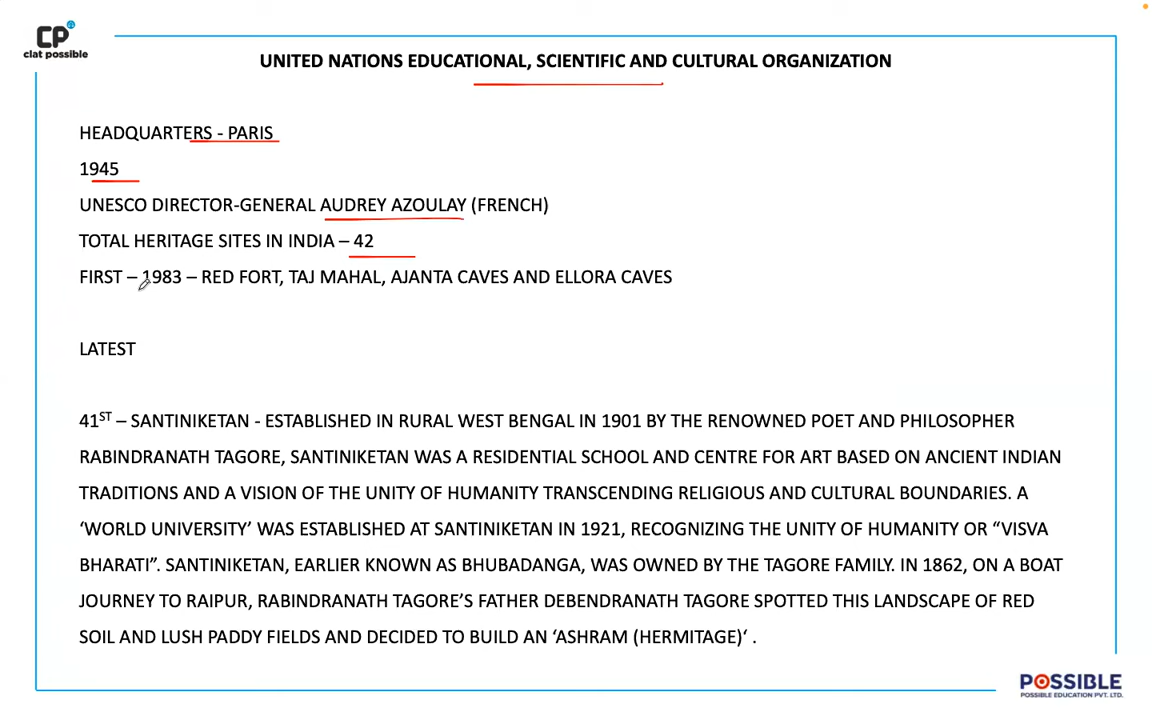 CP
clat possible
UNITED NATIONS EDUCATIONAL, SCIENTIFIC AND CULTURAL ORGANIZATION
HEADQUARTERS - PARIS
1945
UNESCO DIRECTOR-GENERAL AUDREY AZOULAY (FRENCH)
TOTAL HERITAGE SITES IN INDIA – 42
FIRST – 1983 – RED FORT, TAJ MAHAL, AJANTA CAVES AND ELLORA CAVES
LATEST
41ST – SANTINIKETAN - ESTABLISHED IN RURAL WEST BENGAL IN 1901 BY THE RENOWNED POET AND PHILOSOPHER
RABINDRANATH TAGORE, SANTINIKETAN WAS A RESIDENTIAL SCHOOL AND CENTRE FOR ART BASED ON ANCIENT INDIAN
TRADITIONS AND A VISION OF THE UNITY OF HUMANITY TRANSCENDING RELIGIOUS AND CULTURAL BOUNDARIES. A
‘WORLD UNIVERSITY’ WAS ESTABLISHED AT SANTINIKETAN IN 1921, RECOGNIZING THE UNITY OF HUMANITY OR “VISVA
BHARATI”. SANTINIKETAN, EARLIER KNOWN AS BHUBADANGA, WAS OWNED BY THE TAGORE FAMILY. IN 1862, ON A BOAT
JOURNEY TO RAIPUR, RABINDRANATH TAGORE’S FATHER DEBENDRANATH TAGORE SPOTTED THIS LANDSCAPE OF RED
SOIL AND LUSH PADDY FIELDS AND DECIDED TO BUILD AN ‘ASHRAM (HERMITAGE)‘ .
POSSIBLE
POSSIBLE EDUCATION PVT. LTD.